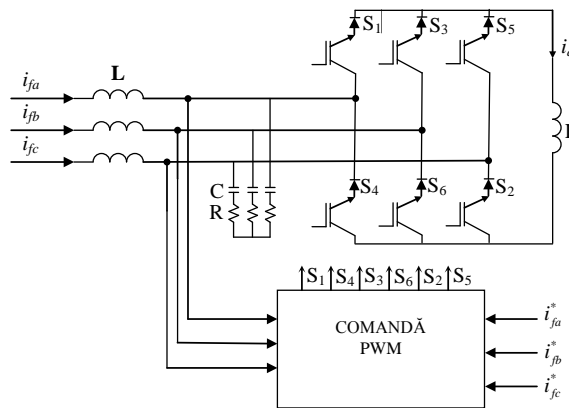 S₁ S₃ S₅
L
i_fa
i_fb
i_fc
S₄ S₆ S₂
C
R
S₁ S₄ S₃ S₆ S₂ S₅
COMANDĂ
PWM
i*_fa
i*_fb
i*_fc